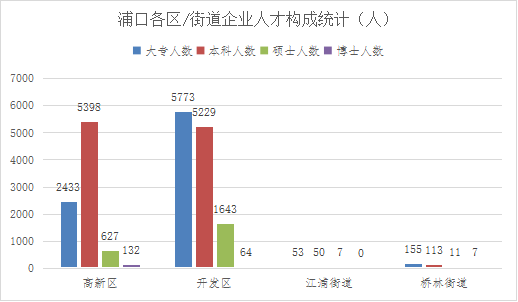 浦口各区/街道企业人才构成统计（人）
大专人数 本科人数 硕士人数 博士人数
7000
6000
5000
4000
3000
2000
1000
0
2433 5398 627 132
5773 5229 1643 64
53 50 7 0
155 113 11 7
高新区 开发区 江浦街道 桥林街道